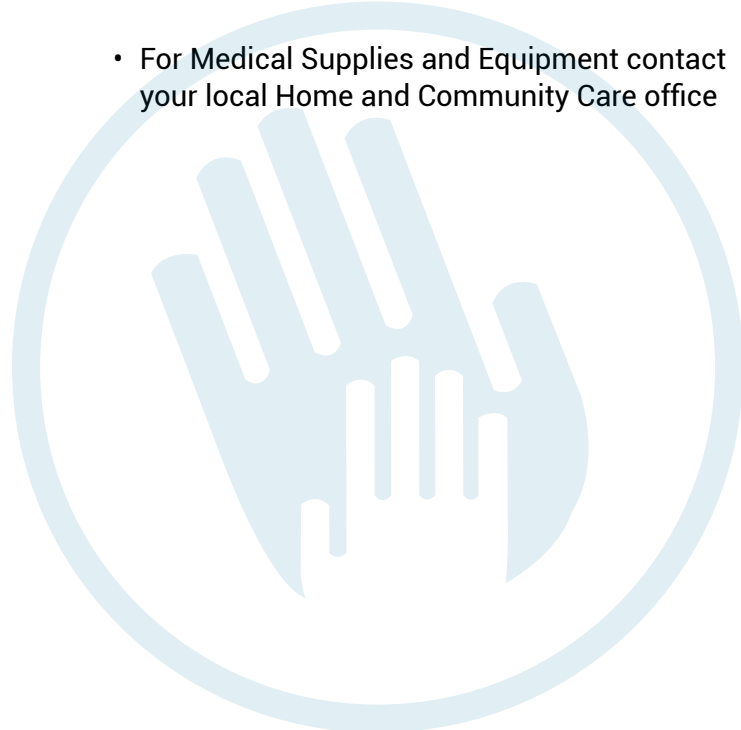 • For Medical Supplies and Equipment contact
your local Home and Community Care office